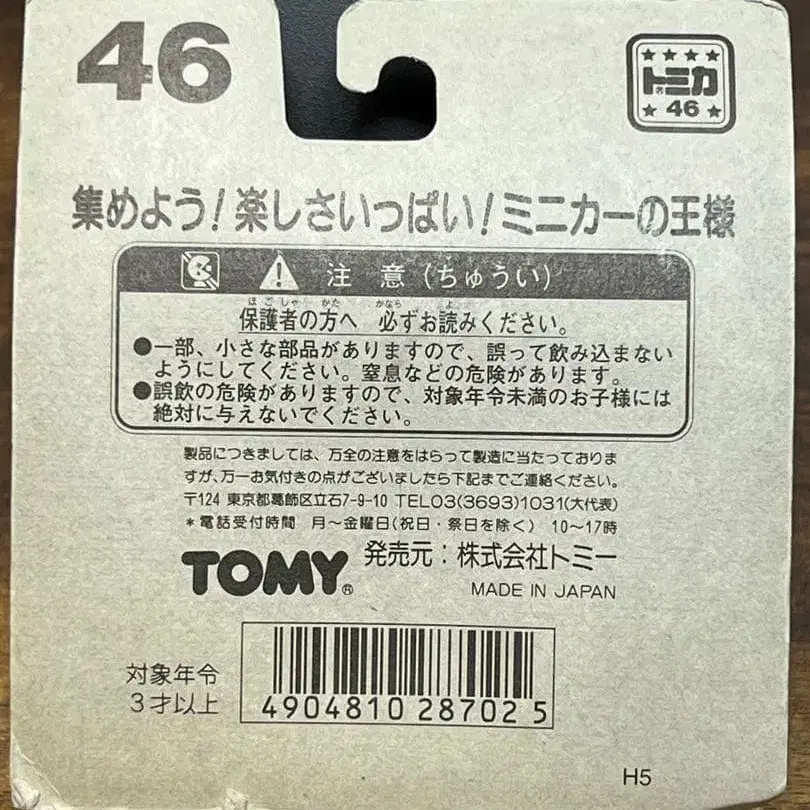 46
トミカ
46
集めよう!楽しさいっぱい!ミニカーの王様
注意(ちゅうい)
ほごしゃ かた かなら よ
保護者の方へ 必ずお読みください。
●一部、小さな部品がありますので、誤って飲み込まない
ようにしてください。窒息などの危険があります。
●誤飲の危険がありますので、対象年令未満のお子様には
絶対に与えないでください。
製品につきましては、万全の注意をはらって製造に当たっておりま
すが、万一お気付きの点がございましたら下記までご連絡ください。
〒124 東京都葛飾区立石7-9-10 TEL03(3693)1031(大代表)
*電話受付時間 月〜金曜日(祝日・祭日を除く) 10〜17時
TOMY® 発売元:株式会社トミー
MADE IN JAPAN
対象年令
3才以上
4904810 287025
H5